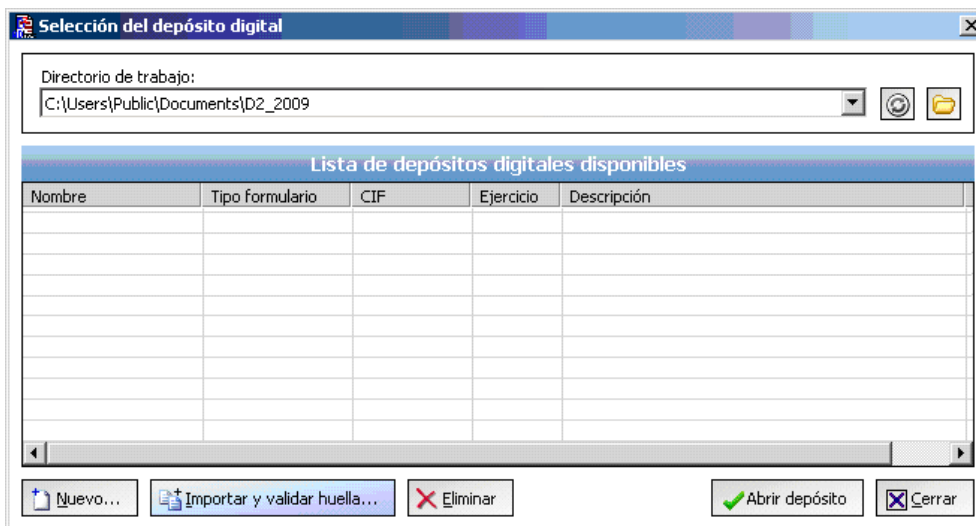 Selección del depósito digital
Directorio de trabajo:
C:\Users\Public\Documents\D2_2009
Lista de depósitos digitales disponibles
Nombre Tipo formulario CIF Ejercicio Descripción
Nuevo... Importar y validar huella... Eliminar Abrir depósito Cerrar